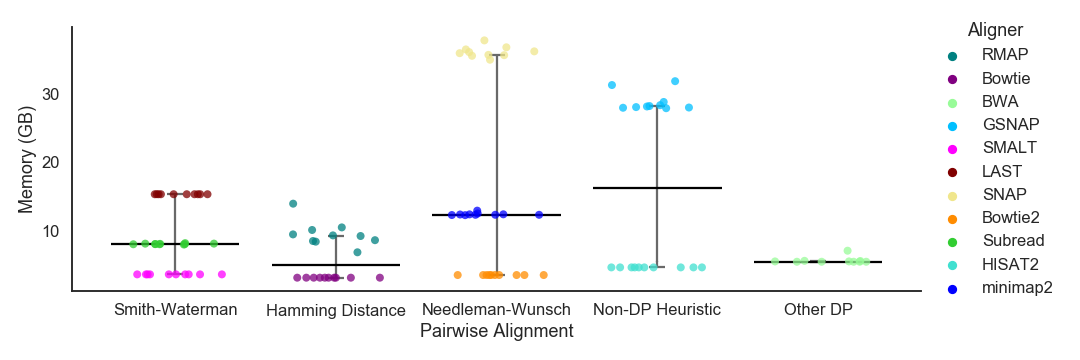 Memory (GB)
30
20
10
Smith-Waterman
Hamming Distance
Needleman-Wunsch
Non-DP Heuristic
Other DP
Pairwise Alignment
Aligner
RMAP
Bowtie
BWA
GSNAP
SMALT
LAST
SNAP
Bowtie2
Subread
HISAT2
minimap2